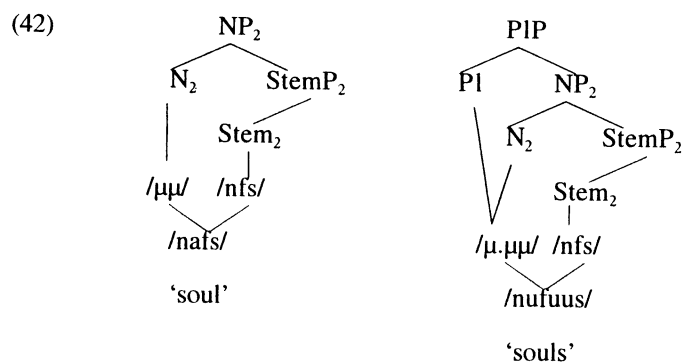 (42)
NP₂ PlP
N₂ StemP₂ Pl NP₂
Stem₂ N₂ StemP₂
/μμ/ /nfs/ Stem₂
/nafs/ /μ.μμ/ /nfs/
'soul' /nufuus/
'souls'